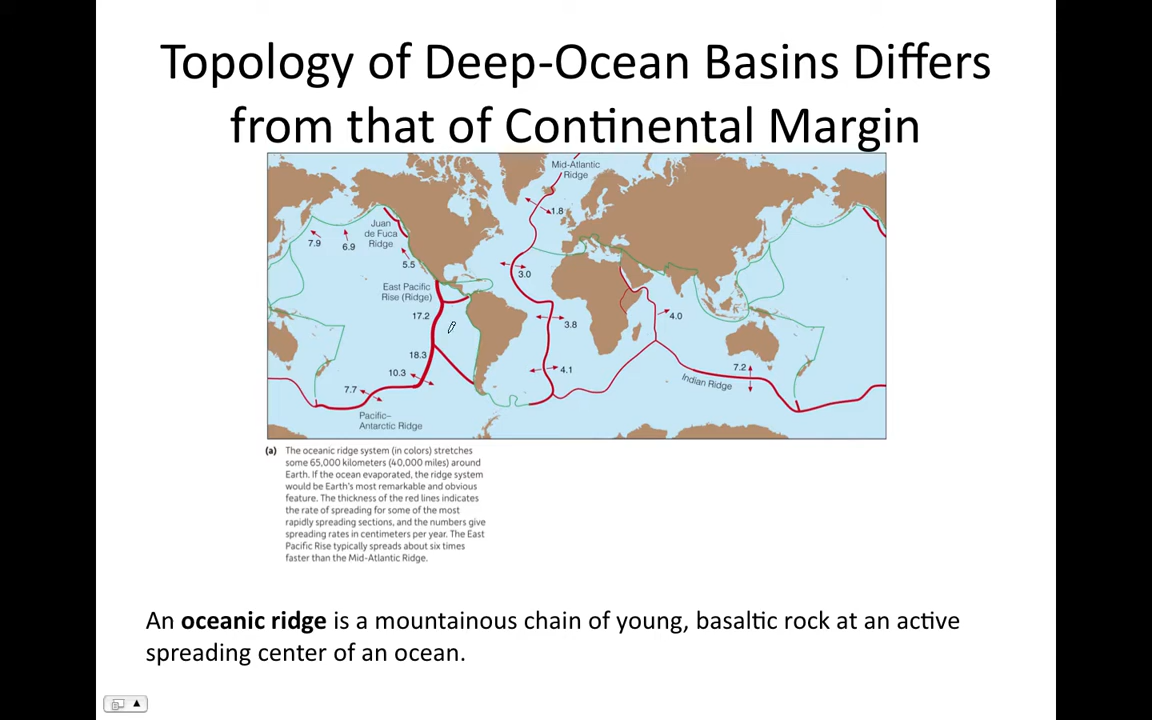 Topology of Deep-Ocean Basins Differs
from that of Continental Margin
Mid-Atlantic
Ridge
1.8
Juan
de Fuca
Ridge
7.9
6.9
5.5
3.0
East Pacific
Rise (Ridge)
17.2
4.0
3.8
18.3
10.3
4.1
7.2
Indian Ridge
7.7
Pacific–
Antarctic Ridge
(a) The oceanic ridge system (in colors) stretches
some 65,000 kilometers (40,000 miles) around
Earth. If the ocean evaporated, the ridge system
would be Earth's most remarkable and obvious
feature. The thickness of the red lines indicates
the rate of spreading for some of the most
rapidly spreading sections, and the numbers give
spreading rates in centimeters per year. The East
Pacific Rise typically spreads about six times
faster than the Mid-Atlantic Ridge.
An oceanic ridge is a mountainous chain of young, basaltic rock at an active
spreading center of an ocean.